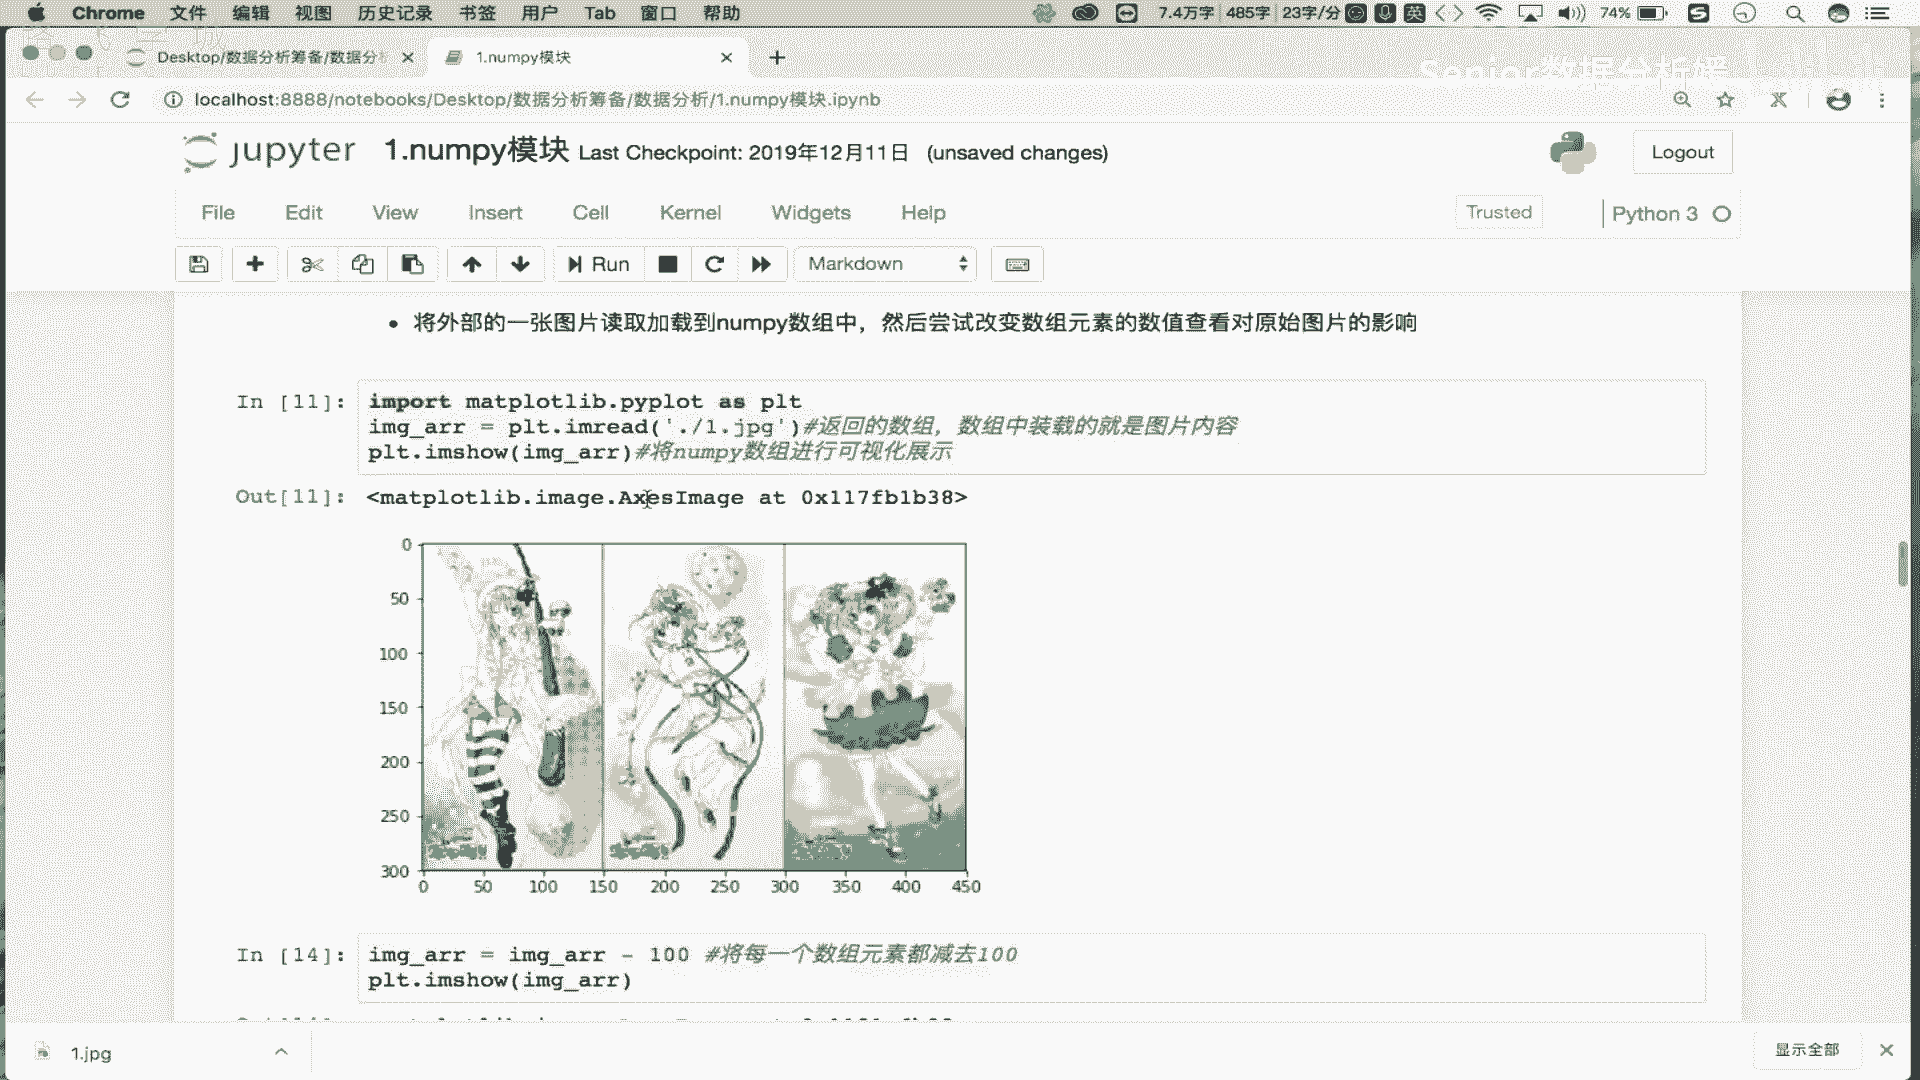 Chrome 文件 编辑 视图 历史记录 书签 用户 Tab 窗口 帮助 7.4万字 485字 23字/分 英 74%
Desktop/数据分析筹备/数据分析 1.numpy模块
Senior数据分析媛
localhost:8888/notebooks/Desktop/数据分析筹备/数据分析/1.numpy模块.ipynb
jupyter 1.numpy模块 Last Checkpoint: 2019年12月11日 (unsaved changes) Logout
File Edit View Insert Cell Kernel Widgets Help Trusted Python 3
Run Markdown
将外部的一张图片读取加载到numpy数组中，然后尝试改变数组元素的数值查看对原始图片的影响
In [11]: import matplotlib.pyplot as plt
img_arr = plt.imread('./1.jpg')#返回的数组，数组中装载的就是图片内容
plt.imshow(img_arr)#将numpy数组进行可视化展示
Out[11]: <matplotlib.image.AxesImage at 0x117fb1b38>
0
50
100
150
200
250
300
0 50 100 150 200 250 300 350 400 450
In [14]: img_arr = img_arr - 100 #将每一个数组元素都减去100
plt.imshow(img_arr)
1.jpg 显示全部